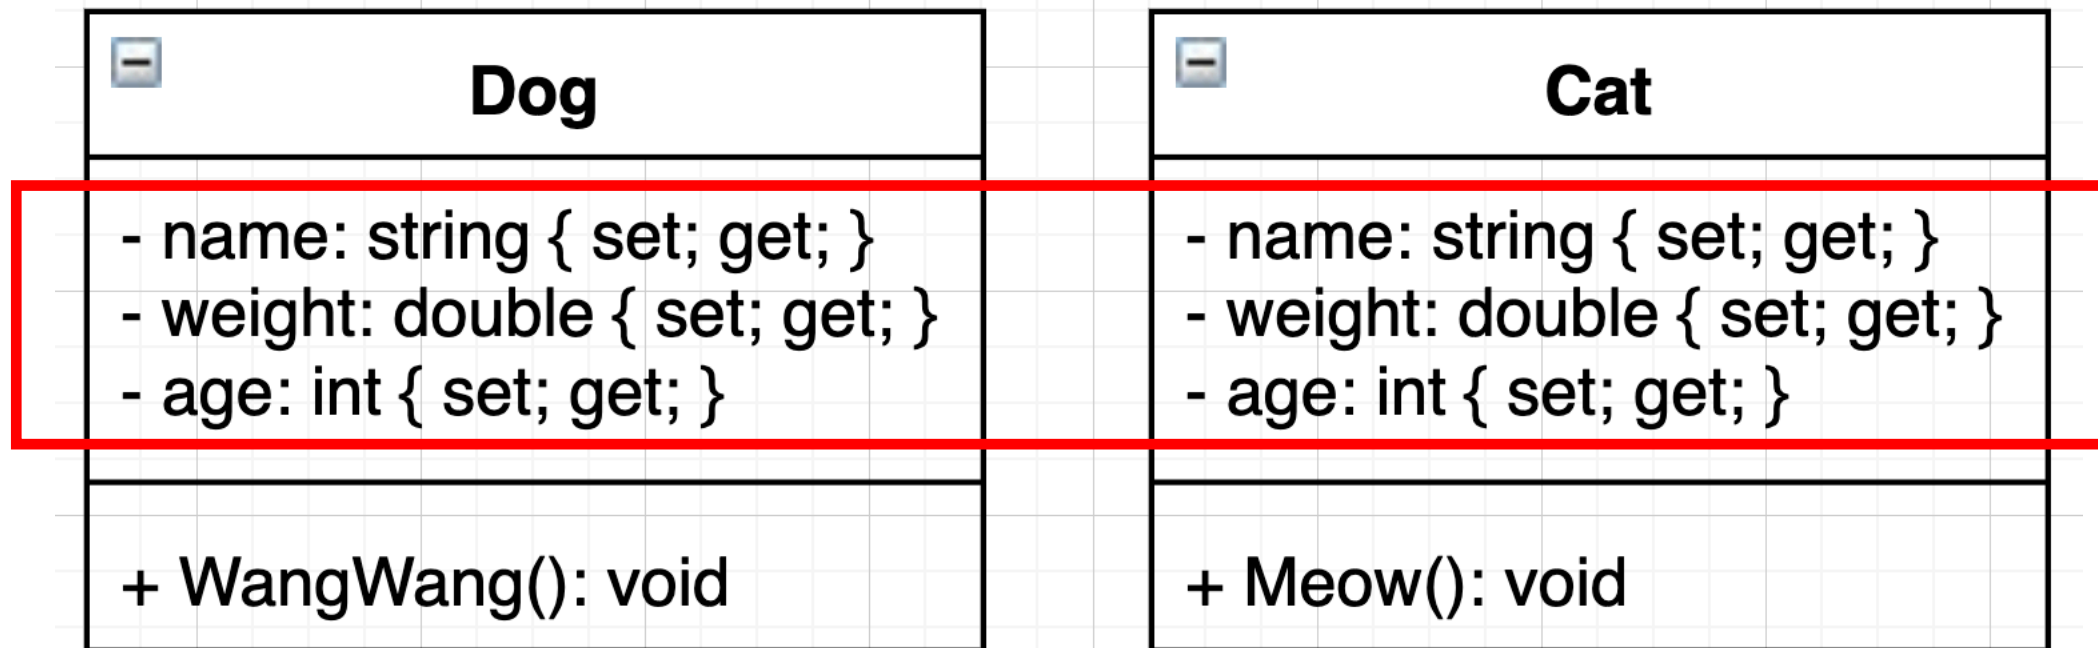 Dog
- name: string { set; get; }
- weight: double { set; get; }
- age: int { set; get; }
+ WangWang(): void
Cat
- name: string { set; get; }
- weight: double { set; get; }
- age: int { set; get; }
+ Meow(): void